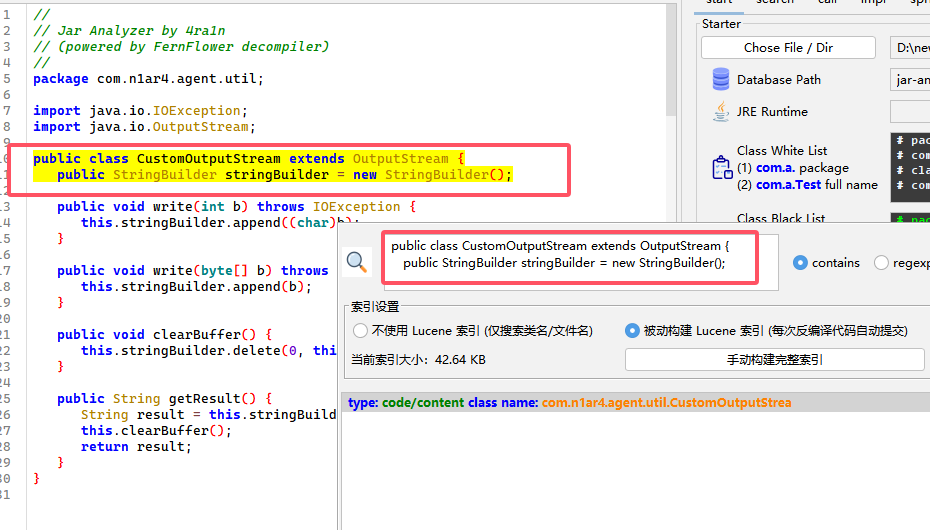 1 //
2 // Jar Analyzer by 4ra1n
3 // (powered by FernFlower decompiler)
4 //
5 package com.n1ar4.agent.util;
6
7 import java.io.IOException;
8 import java.io.OutputStream;
9
10 public class CustomOutputStream extends OutputStream {
11 public StringBuilder stringBuilder = new StringBuilder();
12
13 public void write(int b) throws IOException {
14 this.stringBuilder.append((char)b);
15 }
16
17 public void write(byte[] b) throws
18 this.stringBuilder.append(b);
19 }
20
21 public void clearBuffer() {
22 this.stringBuilder.delete(0, thi
23 }
24
25 public String getResult() {
26 String result = this.stringBuild
27 this.clearBuffer();
28 return result;
29 }
30 }
31
start search call impl
Starter
Chose File / Dir D:\new
Database Path jar-an
JRE Runtime
Class White List
(1) com.a. package
(2) com.a.Test full name
# pac
# com
# cla
# com
Class Black List
# pac
public class CustomOutputStream extends OutputStream {
public StringBuilder stringBuilder = new StringBuilder();
contains regexp
索引设置
不使用 Lucene 索引 (仅搜索类名/文件名) 被动构建 Lucene 索引 (每次反编译代码自动提交)
当前索引大小: 42.64 KB 手动构建完整索引
type: code/content class name: com.n1ar4.agent.util.CustomOutputStrea